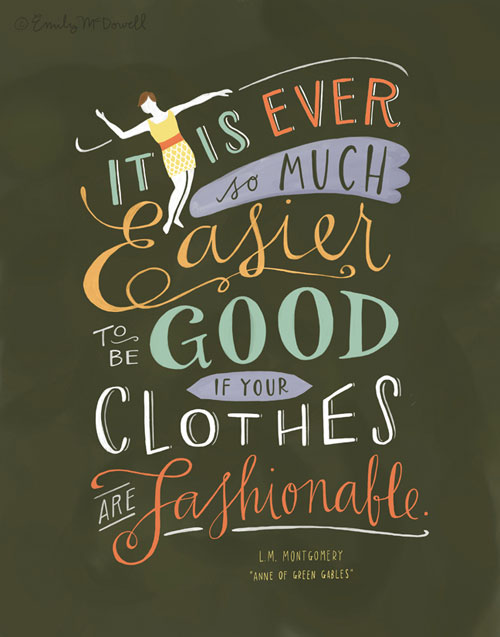 © Emily McDowell
IT IS EVER
so MUCH
Easier
TO BE GOOD
IF YOUR
CLOTHES
ARE Fashionable.
L.M. MONTGOMERY
"ANNE OF GREEN GABLES"